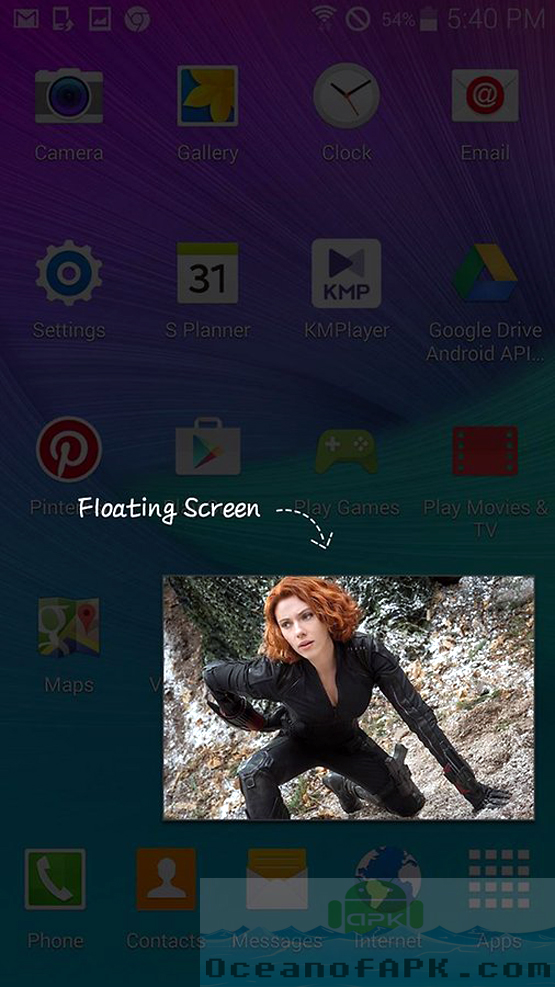 54% 5:40 PM
Camera Gallery Clock Email
31
KMP
Settings S Planner KMPlayer Google Drive
Android API...
Play Games Play Movies &
TV
Floating Screen
Maps
Phone Contacts Messages Internet Apps
APK
OceanofAPK.com